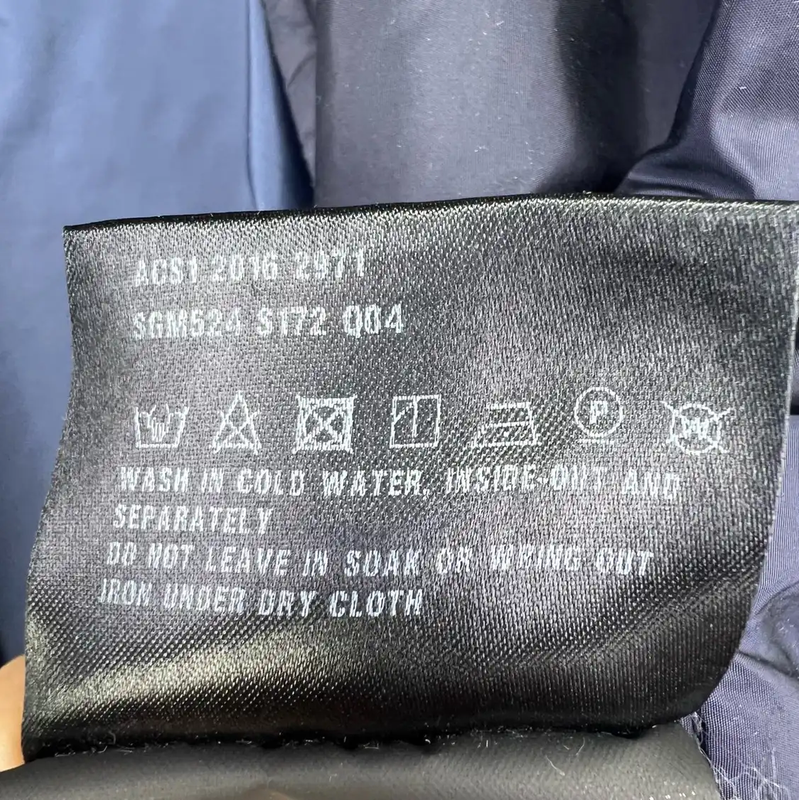 ACS1 2016 2971
SGM524 S172 Q04
P W
WASH IN COLD WATER, INSIDE-OUT AND
SEPARATELY
DO NOT LEAVE IN SOAK OR WRING OUT
IRON UNDER DRY CLOTH